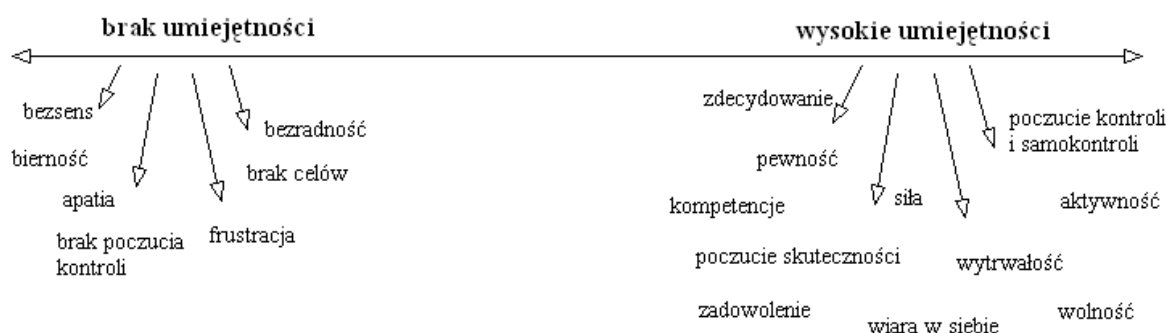 brak umiejętności
bezsens
bezradność
bierność
brak celów
apatia
frustracja
brak poczucia
kontroli
wysokie umiejętności
zdecydowanie
poczucie kontroli
i samokontroli
pewność
kompetencje
siła
aktywność
poczucie skuteczności
wytrwałość
zadowolenie
wiara w siebie
wolność